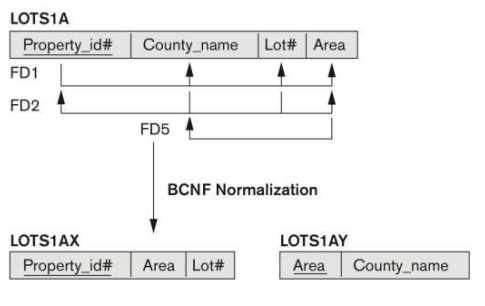 LOTS1A
Property_id# County_name Lot# Area
FD1
FD2
FD5
BCNF Normalization
LOTS1AX LOTS1AY
Property_id# Area Lot# Area County_name